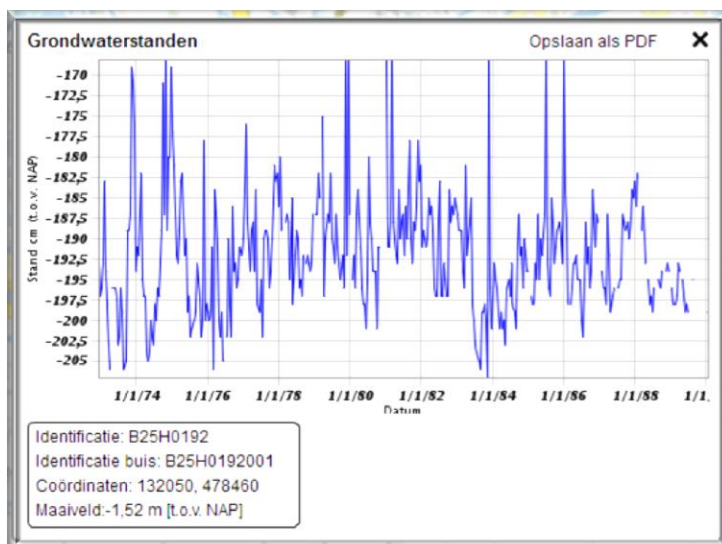 Grondwaterstanden Opslaan als PDF X
-170
-172,5
-175
-177,5
-180
-182,5
-185
-187,5
-190
-192,5
-195
-197,5
-200
-202,5
-205
Stand cm (t.o.v. NAP)
1/1/74 1/1/76 1/1/78 1/1/80 1/1/82 1/1/84 1/1/86 1/1/88 1/1,
Datum
Identificatie: B25H0192
Identificatie buis: B25H0192001
Coördinaten: 132050, 478460
Maaiveld:-1,52 m [t.o.v. NAP]